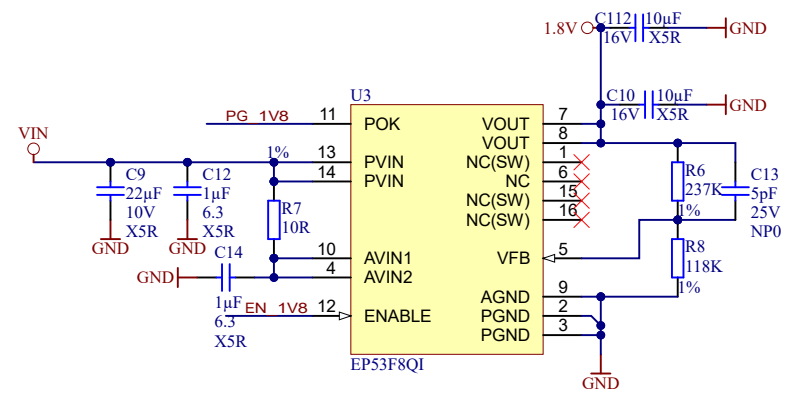 C112
10µF
1.8V
16V
X5R
GND
C10
10µF
16V
X5R
GND
U3
PG_1V8
11
POK
VOUT
7
VOUT
8
VIN
1%
13
PVIN
NC(SW)
1
14
PVIN
NC
6
NC(SW)
15
NC(SW)
16
C9
22µF
10V
X5R
GND
C12
1µF
6.3
X5R
GND
R7
10R
R6
237K
1%
C13
5pF
25V
NP0
C14
GND
1µF
6.3
X5R
10
AVIN1
4
AVIN2
VFB
5
R8
118K
1%
EN_1V8
12
ENABLE
AGND
9
PGND
2
PGND
3
EP53F8QI
GND